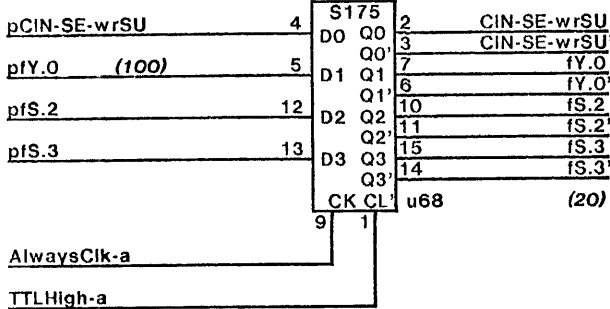 S175
pCIN-SE-wrSU 4 D0 Q0 2 CIN-SE-wrSU
Q0' 3 CIN-SE-wrSU'
pfY.0 (100) 5 D1 Q1 7 fY.0
Q1' 6 fY.0'
pfS.2 12 D2 Q2 10 fS.2
Q2' 11 fS.2'
pfS.3 13 D3 Q3 15 fS.3
Q3' 14 fS.3'
CK CL' u68 (20)
9 1
AlwaysClk-a
TTLHigh-a